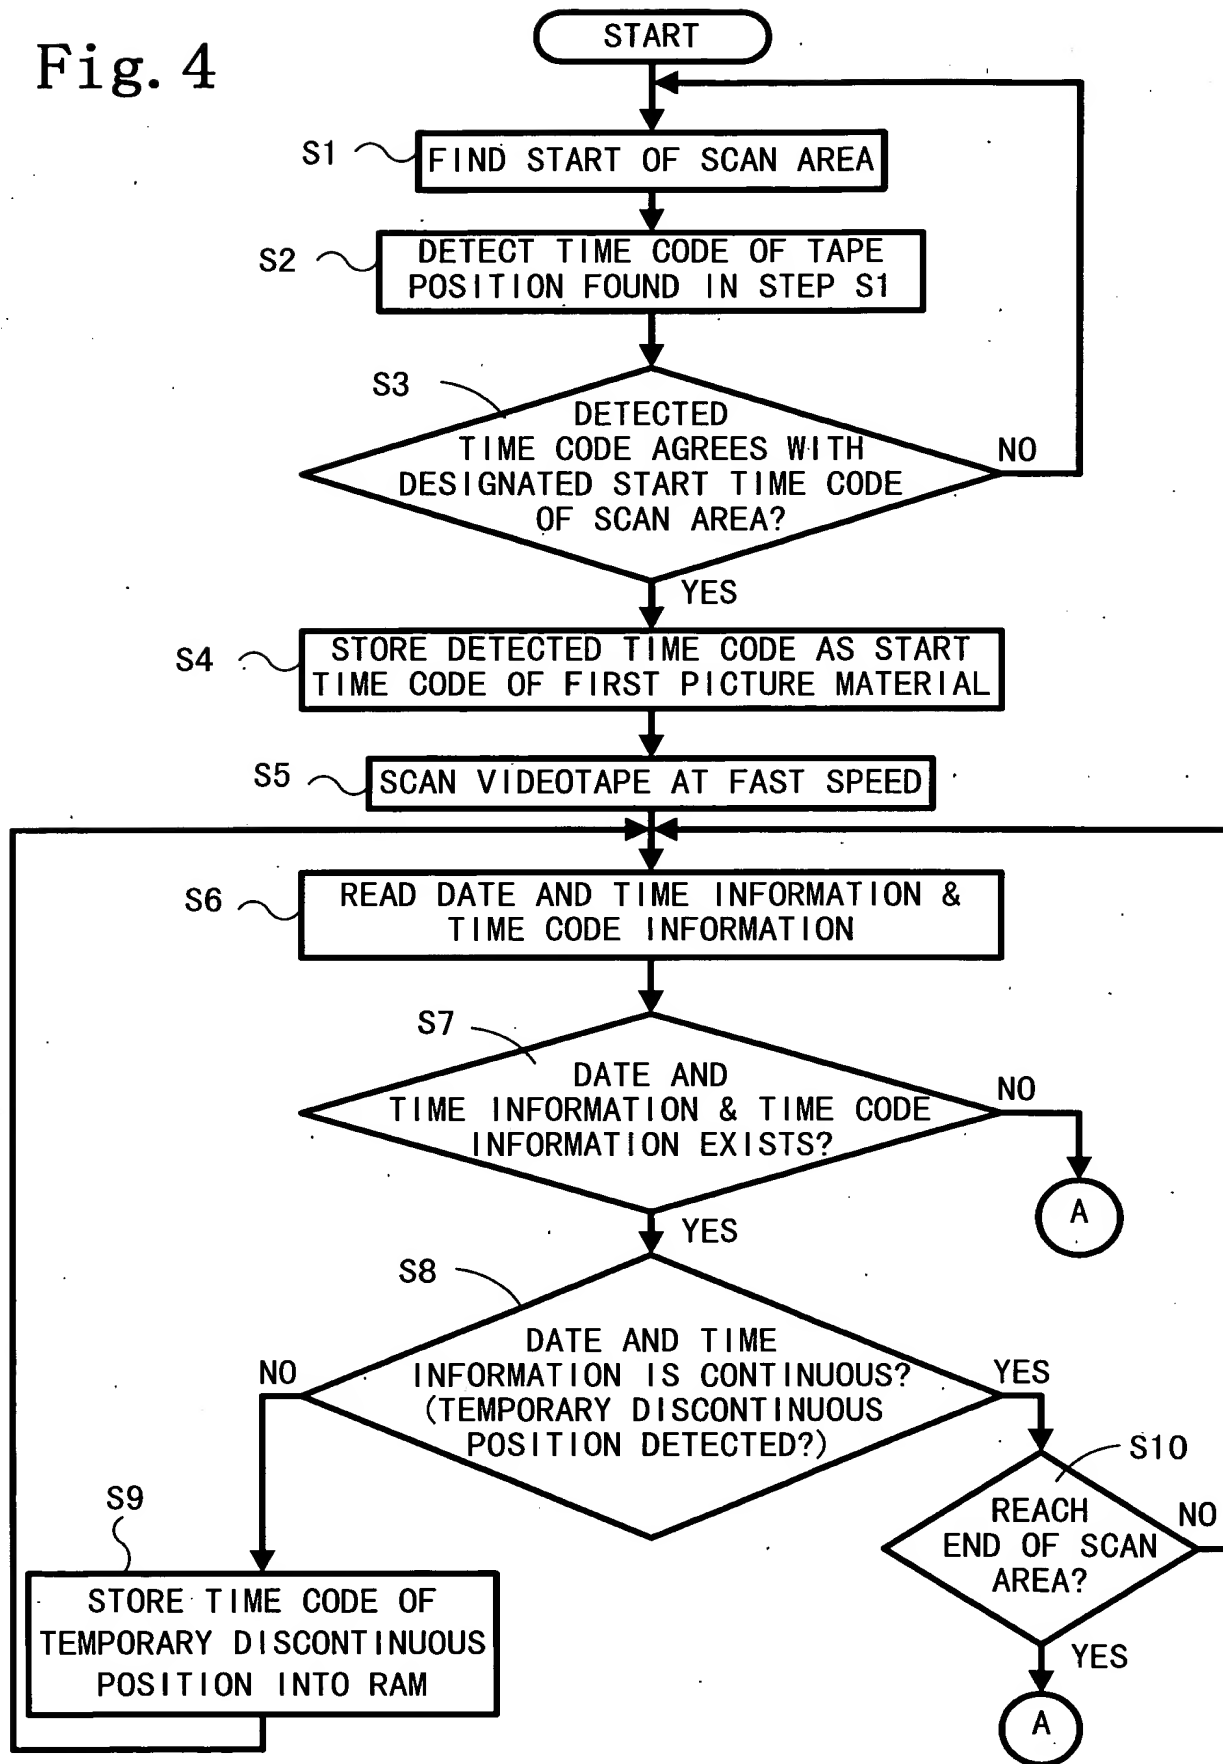 Fig. 4
START
S1
FIND START OF SCAN AREA
S2
DETECT TIME CODE OF TAPE
POSITION FOUND IN STEP S1
S3
DETECTED
TIME CODE AGREES WITH
DESIGNATED START TIME CODE
OF SCAN AREA?
NO
YES
S4
STORE DETECTED TIME CODE AS START
TIME CODE OF FIRST PICTURE MATERIAL
S5
SCAN VIDEOTAPE AT FAST SPEED
S6
READ DATE AND TIME INFORMATION &
TIME CODE INFORMATION
S7
DATE AND
TIME INFORMATION & TIME CODE
INFORMATION EXISTS?
NO
A
YES
S8
DATE AND TIME
INFORMATION IS CONTINUOUS?
(TEMPORARY DISCONTINUOUS
POSITION DETECTED?)
NO
YES
S9
STORE TIME CODE OF
TEMPORARY DISCONTINUOUS
POSITION INTO RAM
S10
REACH
END OF SCAN
AREA?
NO
YES
A